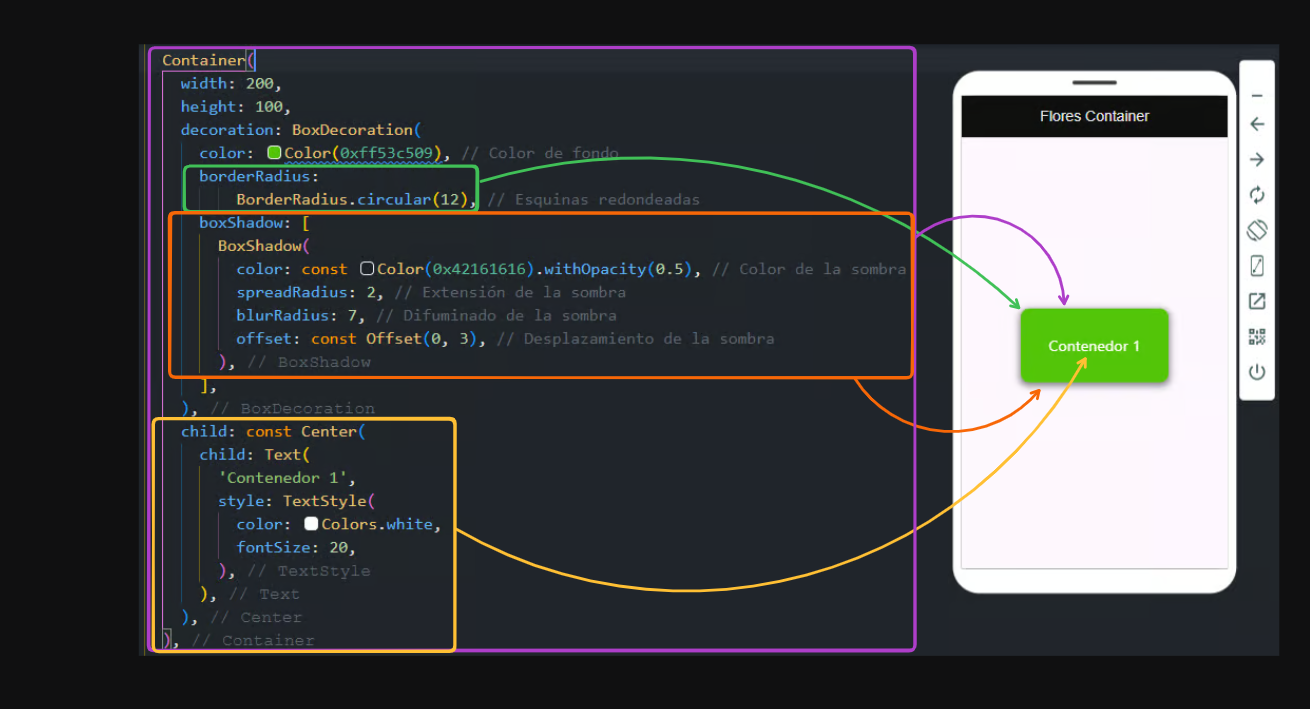 Container(
width: 200,
height: 100,
decoration: BoxDecoration(
color: Color(0xff53c509), // Color de fondo
borderRadius:
BorderRadius.circular(12), // Esquinas redondeadas
boxShadow: [
BoxShadow(
color: const Color(0x42161616).withOpacity(0.5), // Color de la sombra
spreadRadius: 2, // Extensión de la sombra
blurRadius: 7, // Difuminado de la sombra
offset: const Offset(0, 3), // Desplazamiento de la sombra
), // BoxShadow
],
), // BoxDecoration
child: const Center(
child: Text(
'Contenedor 1',
style: TextStyle(
color: Colors.white,
fontSize: 20,
), // TextStyle
), // Text
), // Center
), // Container
Flores Container
Contenedor 1